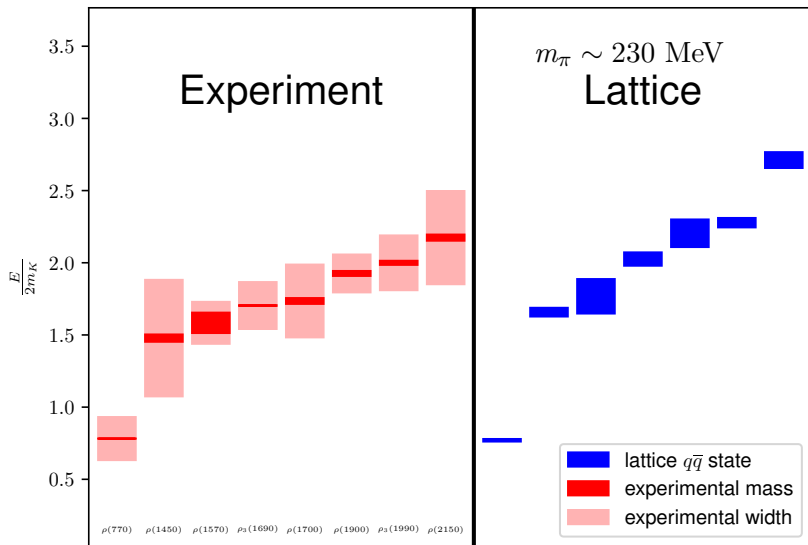 Experiment
m_π ∼ 230 MeV
Lattice
E/2m_K
3.5
3.0
2.5
2.0
1.5
1.0
0.5
ρ(770) ρ(1450) ρ(1570) ρ₃(1690) ρ(1700) ρ(1900) ρ₃(1990) ρ(2150)
lattice qq̅ state
experimental mass
experimental width